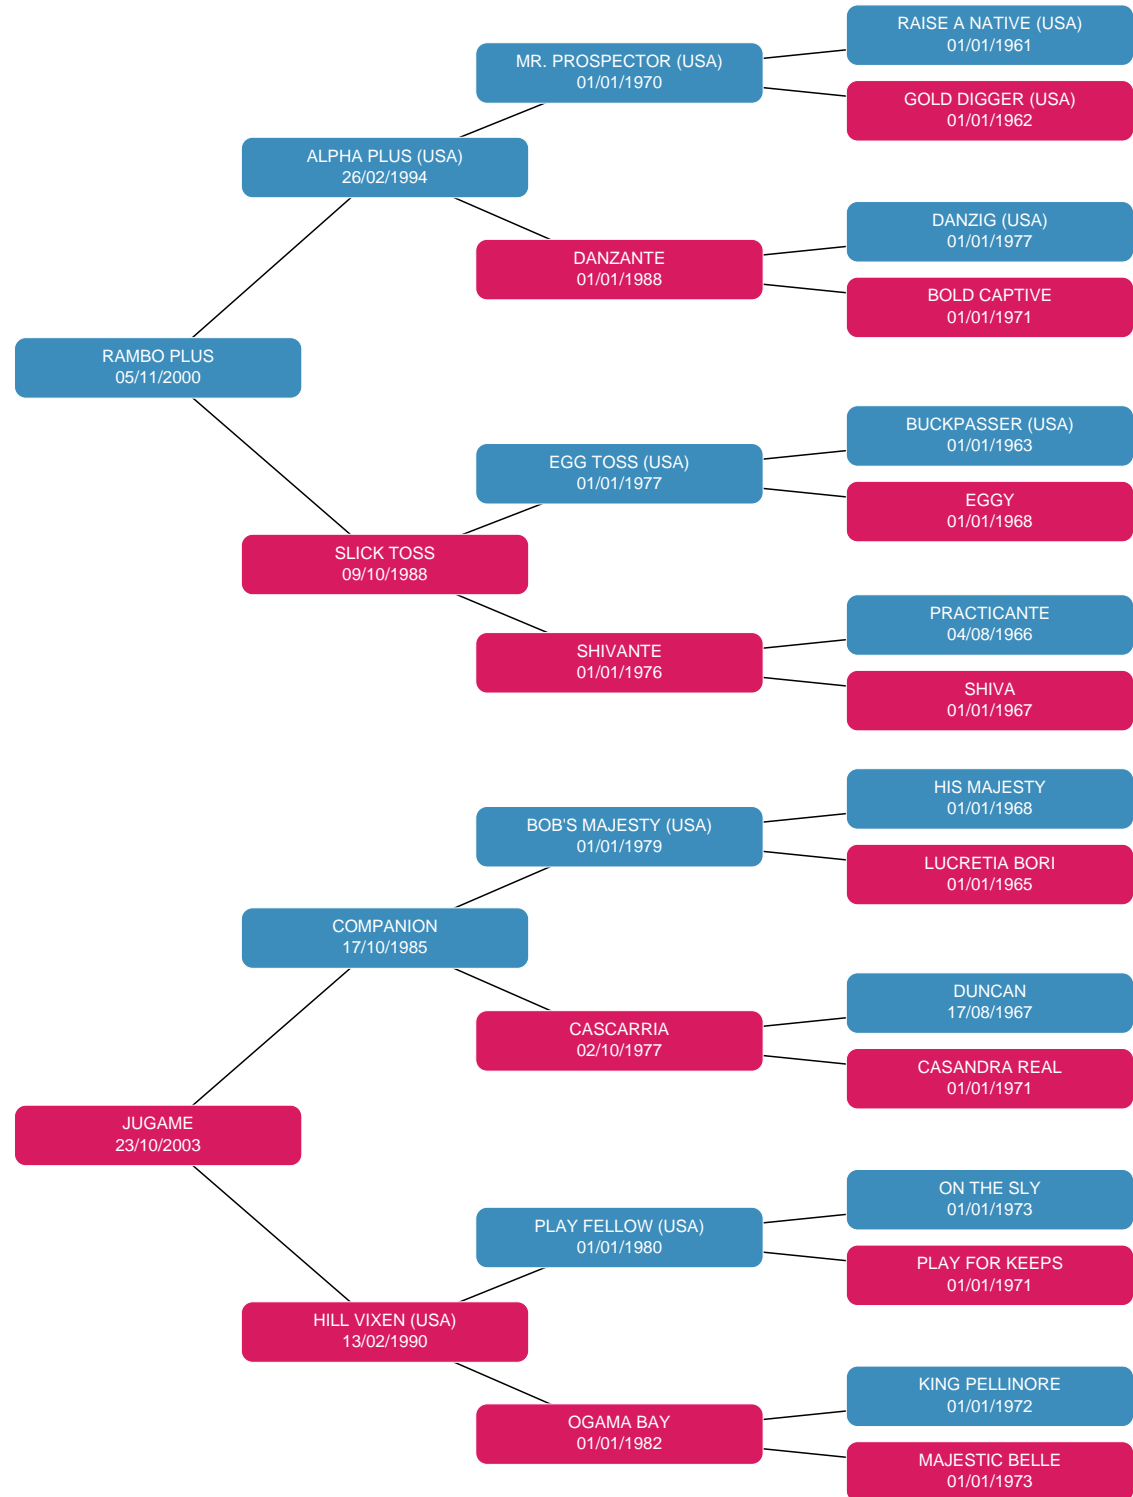 RAISE A NATIVE (USA)
01/01/1961
MR. PROSPECTOR (USA)
01/01/1970
GOLD DIGGER (USA)
01/01/1962
ALPHA PLUS (USA)
26/02/1994
DANZIG (USA)
01/01/1977
DANZANTE
01/01/1988
BOLD CAPTIVE
01/01/1971
RAMBO PLUS
05/11/2000
BUCKPASSER (USA)
01/01/1963
EGG TOSS (USA)
01/01/1977
EGGY
01/01/1968
SLICK TOSS
09/10/1988
PRACTICANTE
04/08/1966
SHIVANTE
01/01/1976
SHIVA
01/01/1967
HIS MAJESTY
01/01/1968
BOB'S MAJESTY (USA)
01/01/1979
LUCRETIA BORI
01/01/1965
COMPANION
17/10/1985
DUNCAN
17/08/1967
CASCARRIA
02/10/1977
CASANDRA REAL
01/01/1971
JUGAME
23/10/2003
ON THE SLY
01/01/1973
PLAY FELLOW (USA)
01/01/1980
PLAY FOR KEEPS
01/01/1971
HILL VIXEN (USA)
13/02/1990
KING PELLINORE
01/01/1972
OGAMA BAY
01/01/1982
MAJESTIC BELLE
01/01/1973